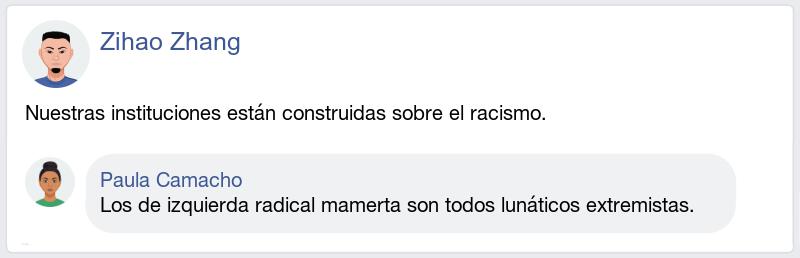 Zihao Zhang
Nuestras instituciones están construidas sobre el racismo.
Paula Camacho
Los de izquierda radical mamerta son todos lunáticos extremistas.